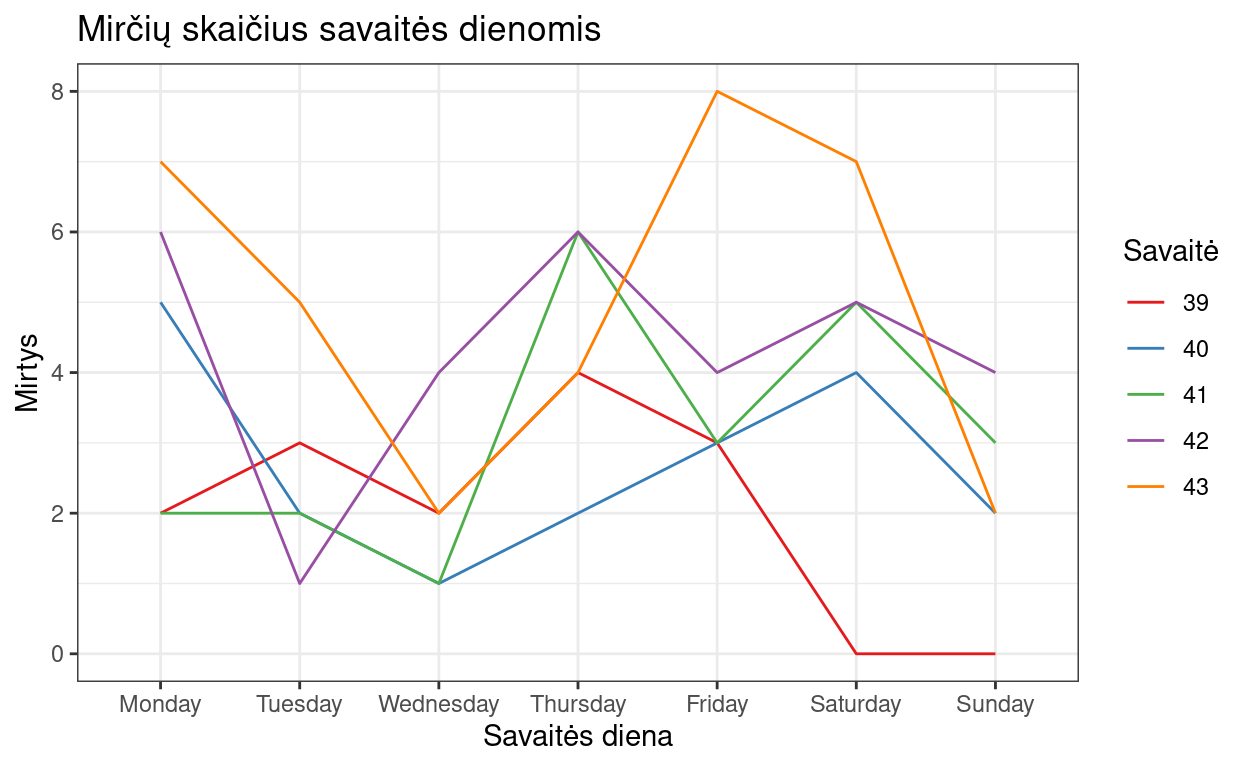 Mirčių skaičius savaitės dienomis
Mirtys
8
6
4
2
0
Monday Tuesday Wednesday Thursday Friday Saturday Sunday
Savaitės diena
Savaitė
39
40
41
42
43